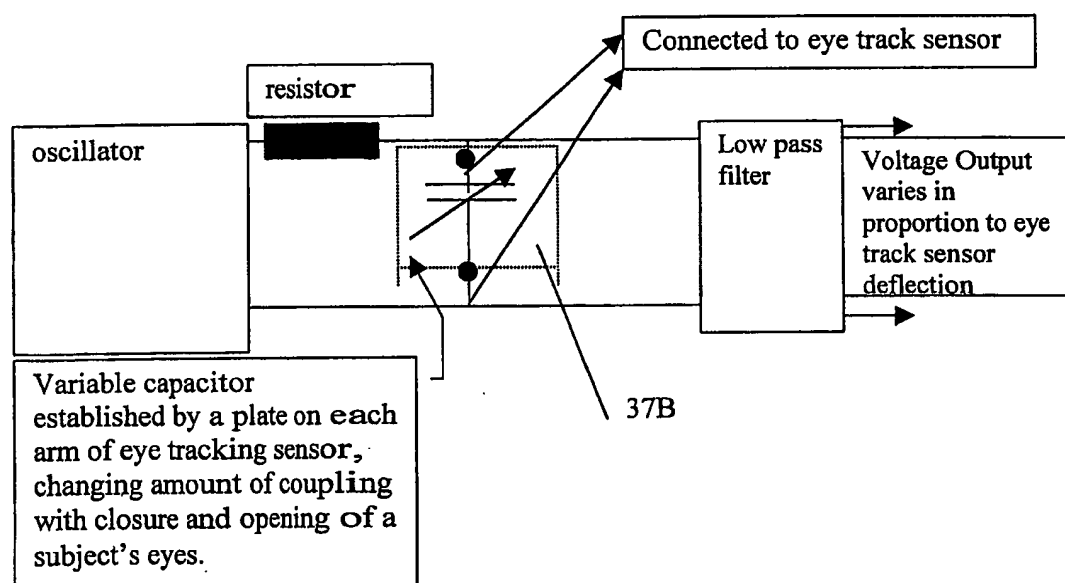 Connected to eye track sensor
resistor
oscillator
Low pass
filter
Voltage Output
varies in
proportion to eye
track sensor
deflection
Variable capacitor
established by a plate on each
arm of eye tracking sensor,
changing amount of coupling
with closure and opening of a
subject's eyes.
37B